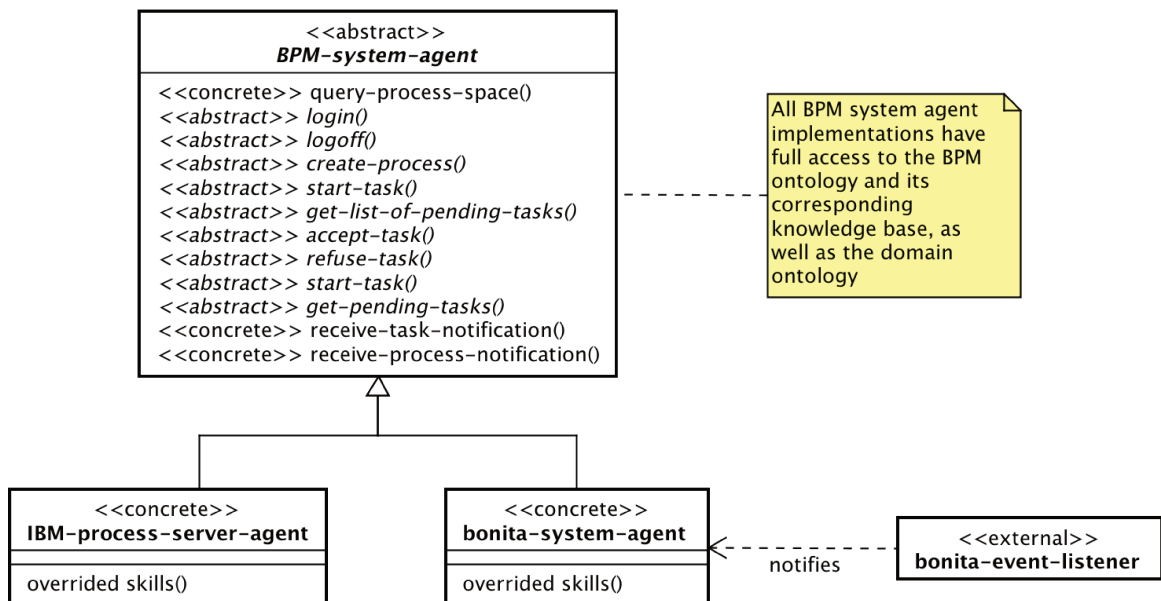 <<abstract>>
BPM-system-agent
<<concrete>> query-process-space()
<<abstract>> login()
<<abstract>> logoff()
<<abstract>> create-process()
<<abstract>> start-task()
<<abstract>> get-list-of-pending-tasks()
<<abstract>> accept-task()
<<abstract>> refuse-task()
<<abstract>> start-task()
<<abstract>> get-pending-tasks()
<<concrete>> receive-task-notification()
<<concrete>> receive-process-notification()
All BPM system agent
implementations have
full access to the BPM
ontology and its
corresponding
knowledge base, as
well as the domain
ontology
<<concrete>>
IBM-process-server-agent
overrided skills()
<<concrete>>
bonita-system-agent
overrided skills()
notifies
<<external>>
bonita-event-listener